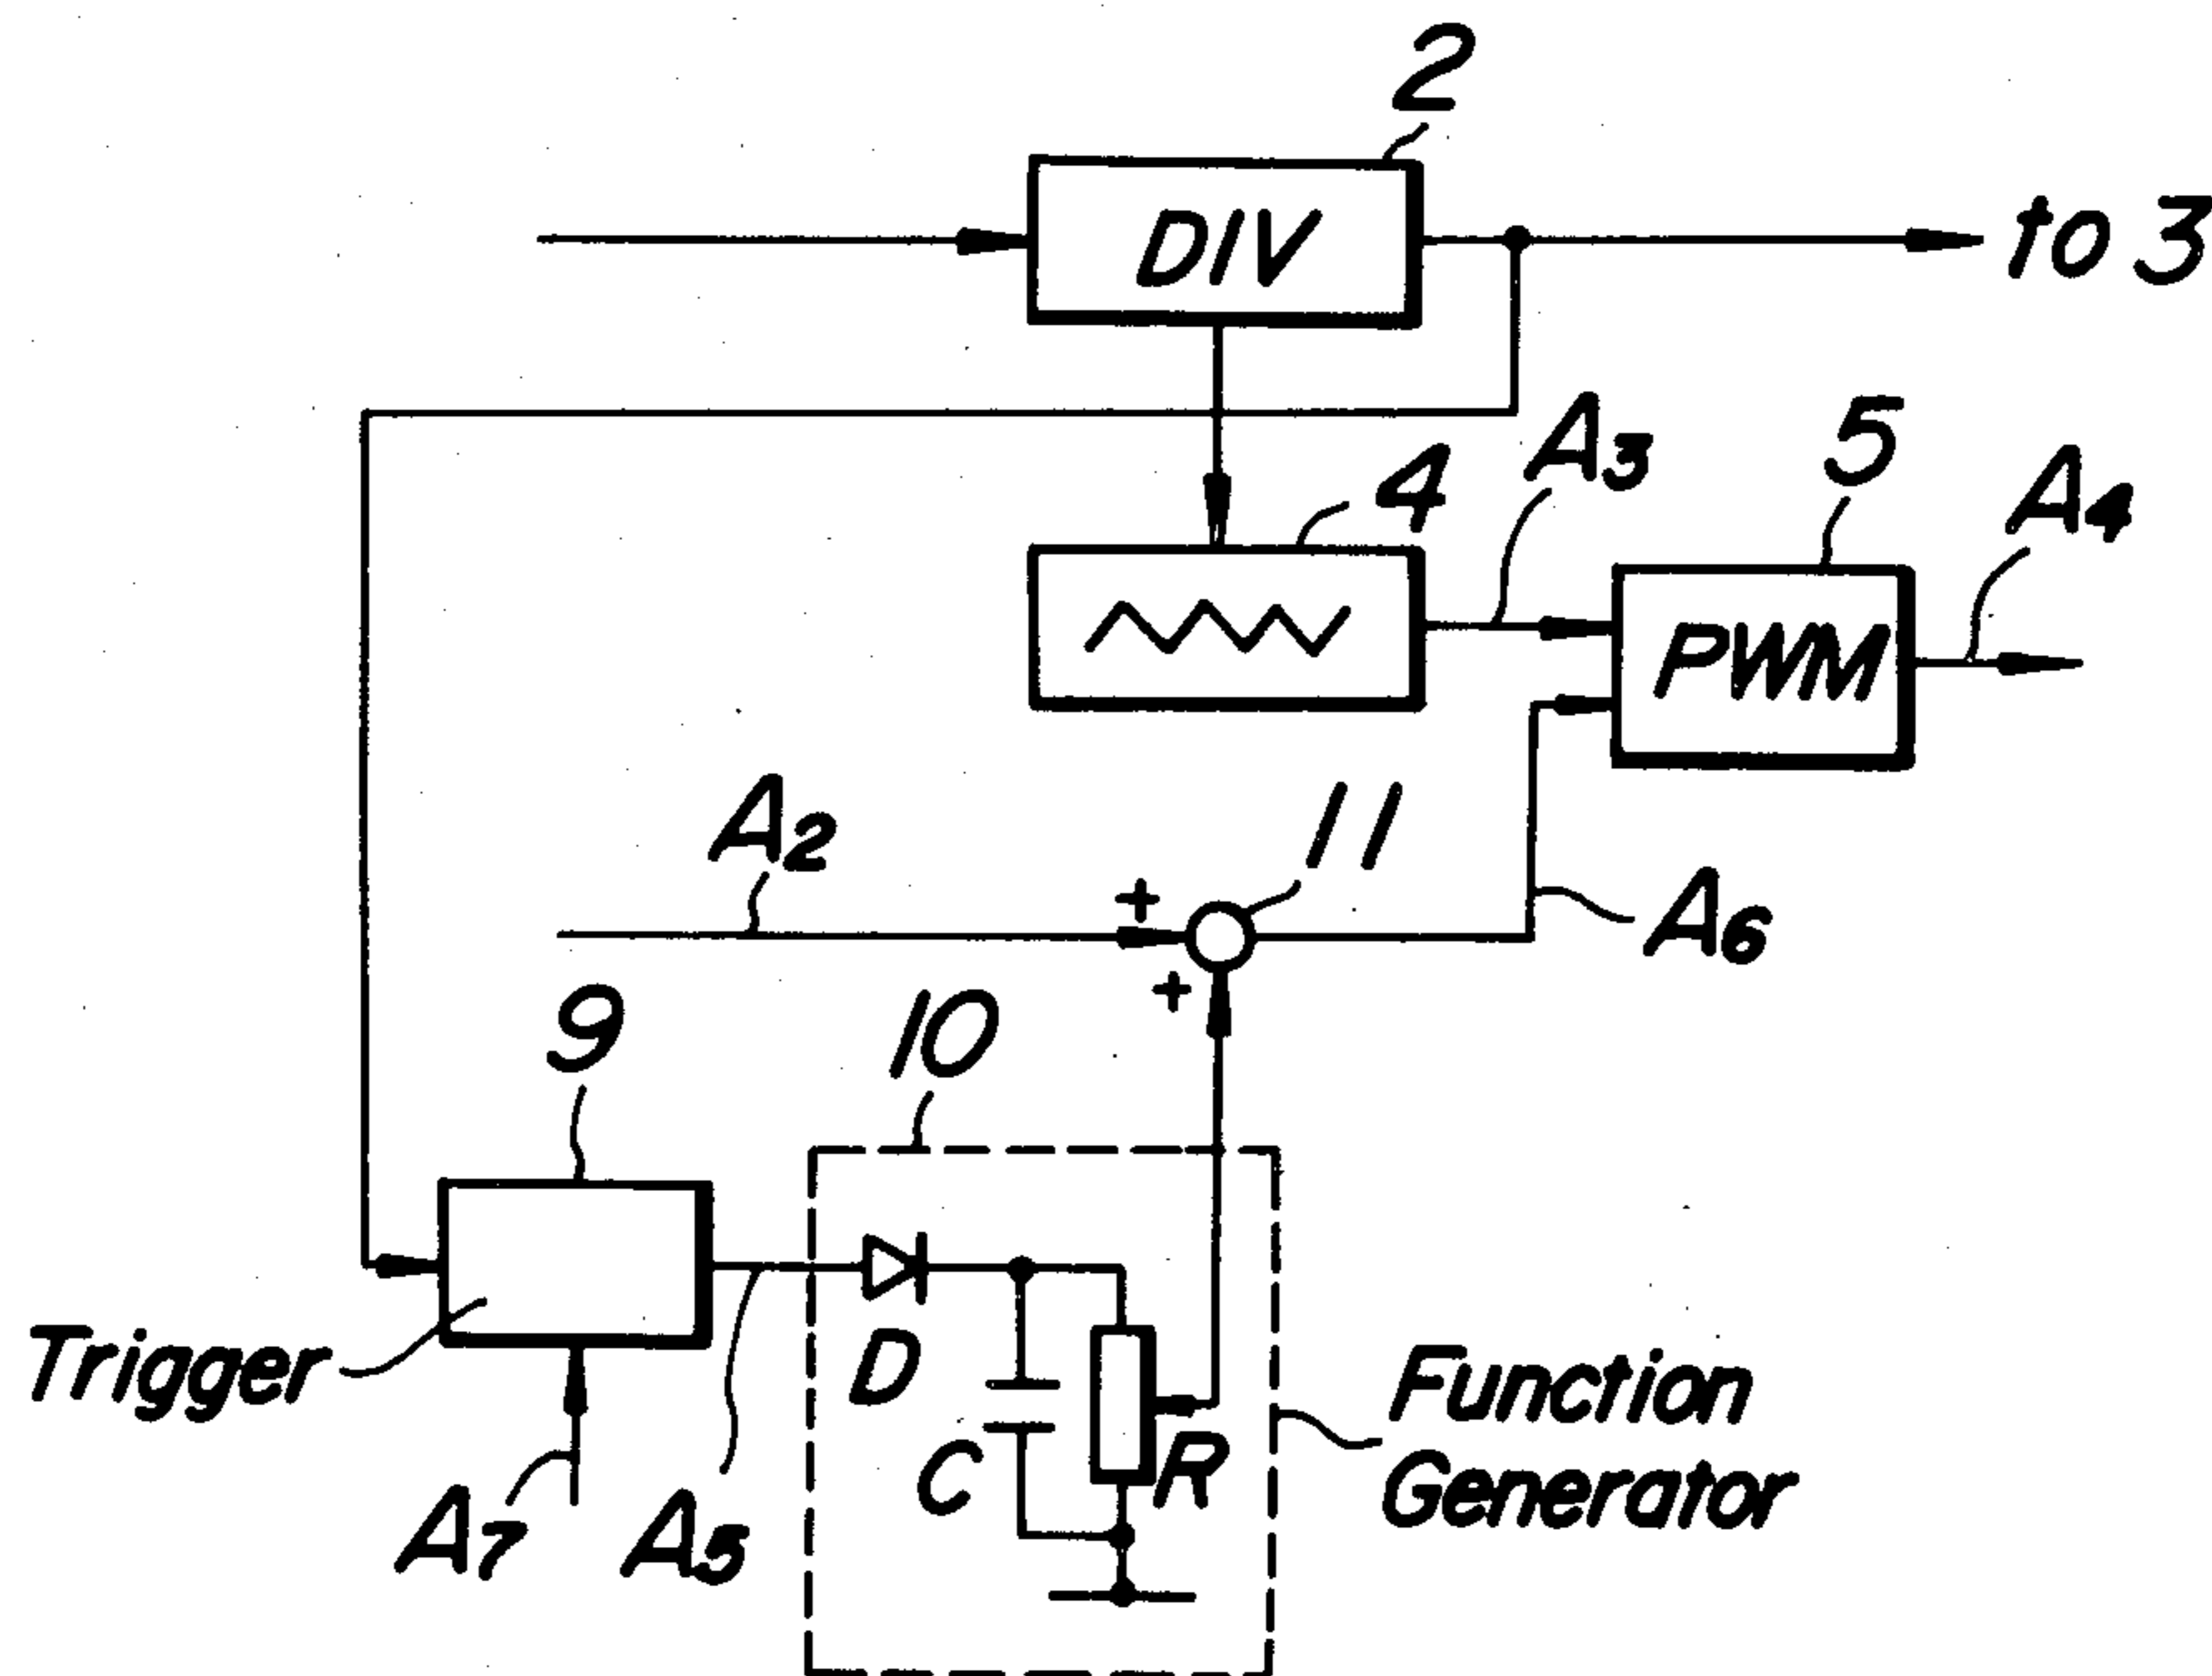 2
DIV
to 3
4
A3
5
A4
PWM
A2
11
A6
9
10
Trigger
D
C
R
Function
Generator
A7
A5